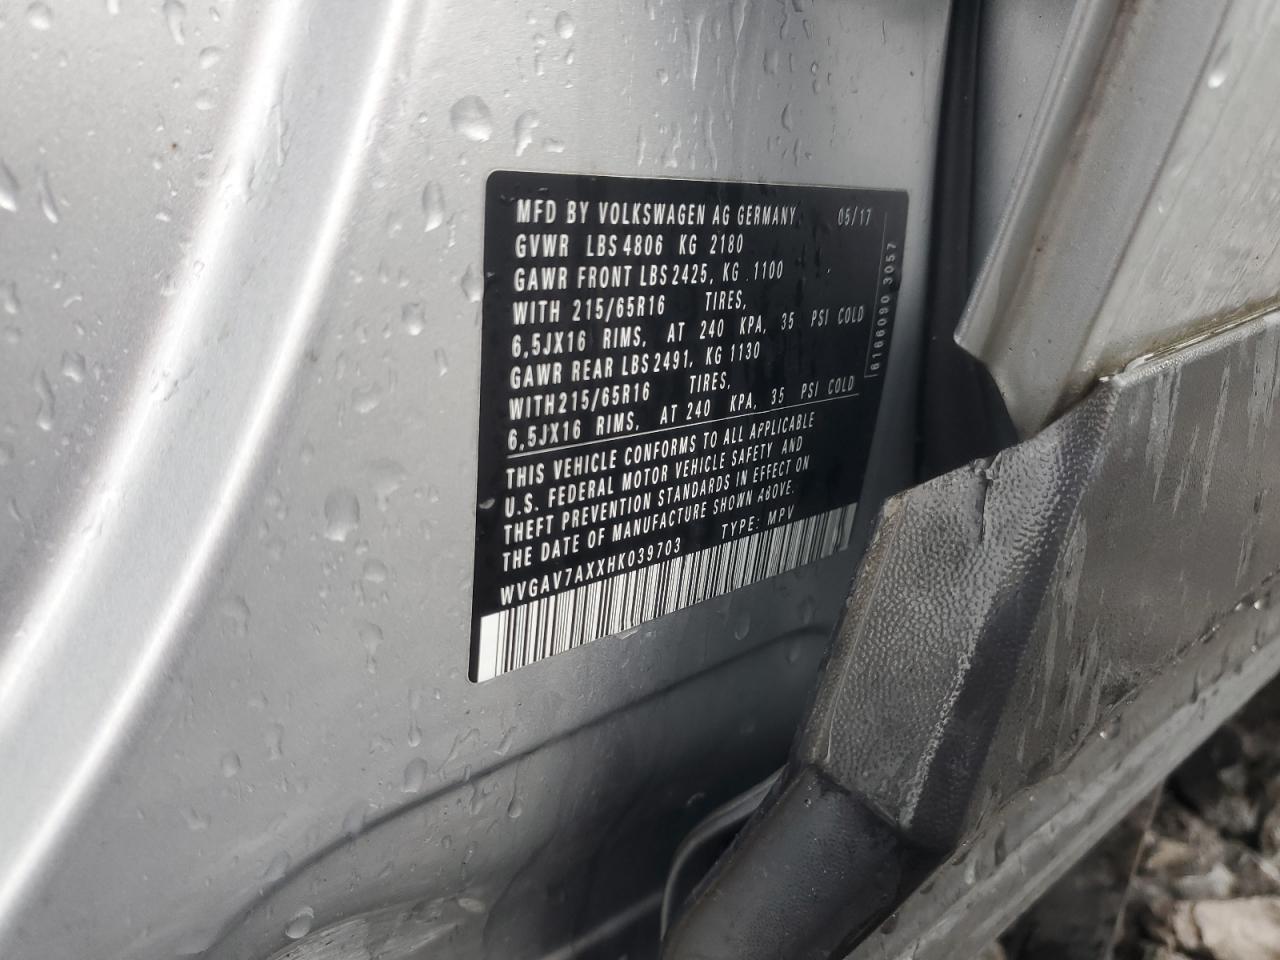 MFD BY VOLKSWAGEN AG GERMANY 05/17
GVWR LBS 4806 KG 2180
GAWR FRONT LBS 2425, KG 1100
WITH 215/65R16 TIRES,
6,5JX16 RIMS, AT 240 KPA, 35 PSI COLD
GAWR REAR LBS 2491, KG 1130
WITH 215/65R16 TIRES,
6,5JX16 RIMS, AT 240 KPA, 35 PSI COLD
THIS VEHICLE CONFORMS TO ALL APPLICABLE
U.S. FEDERAL MOTOR VEHICLE SAFETY AND
THEFT PREVENTION STANDARDS IN EFFECT ON
THE DATE OF MANUFACTURE SHOWN ABOVE.
WVGAV7AXXHK039703 TYPE: MPV
6166090 3057